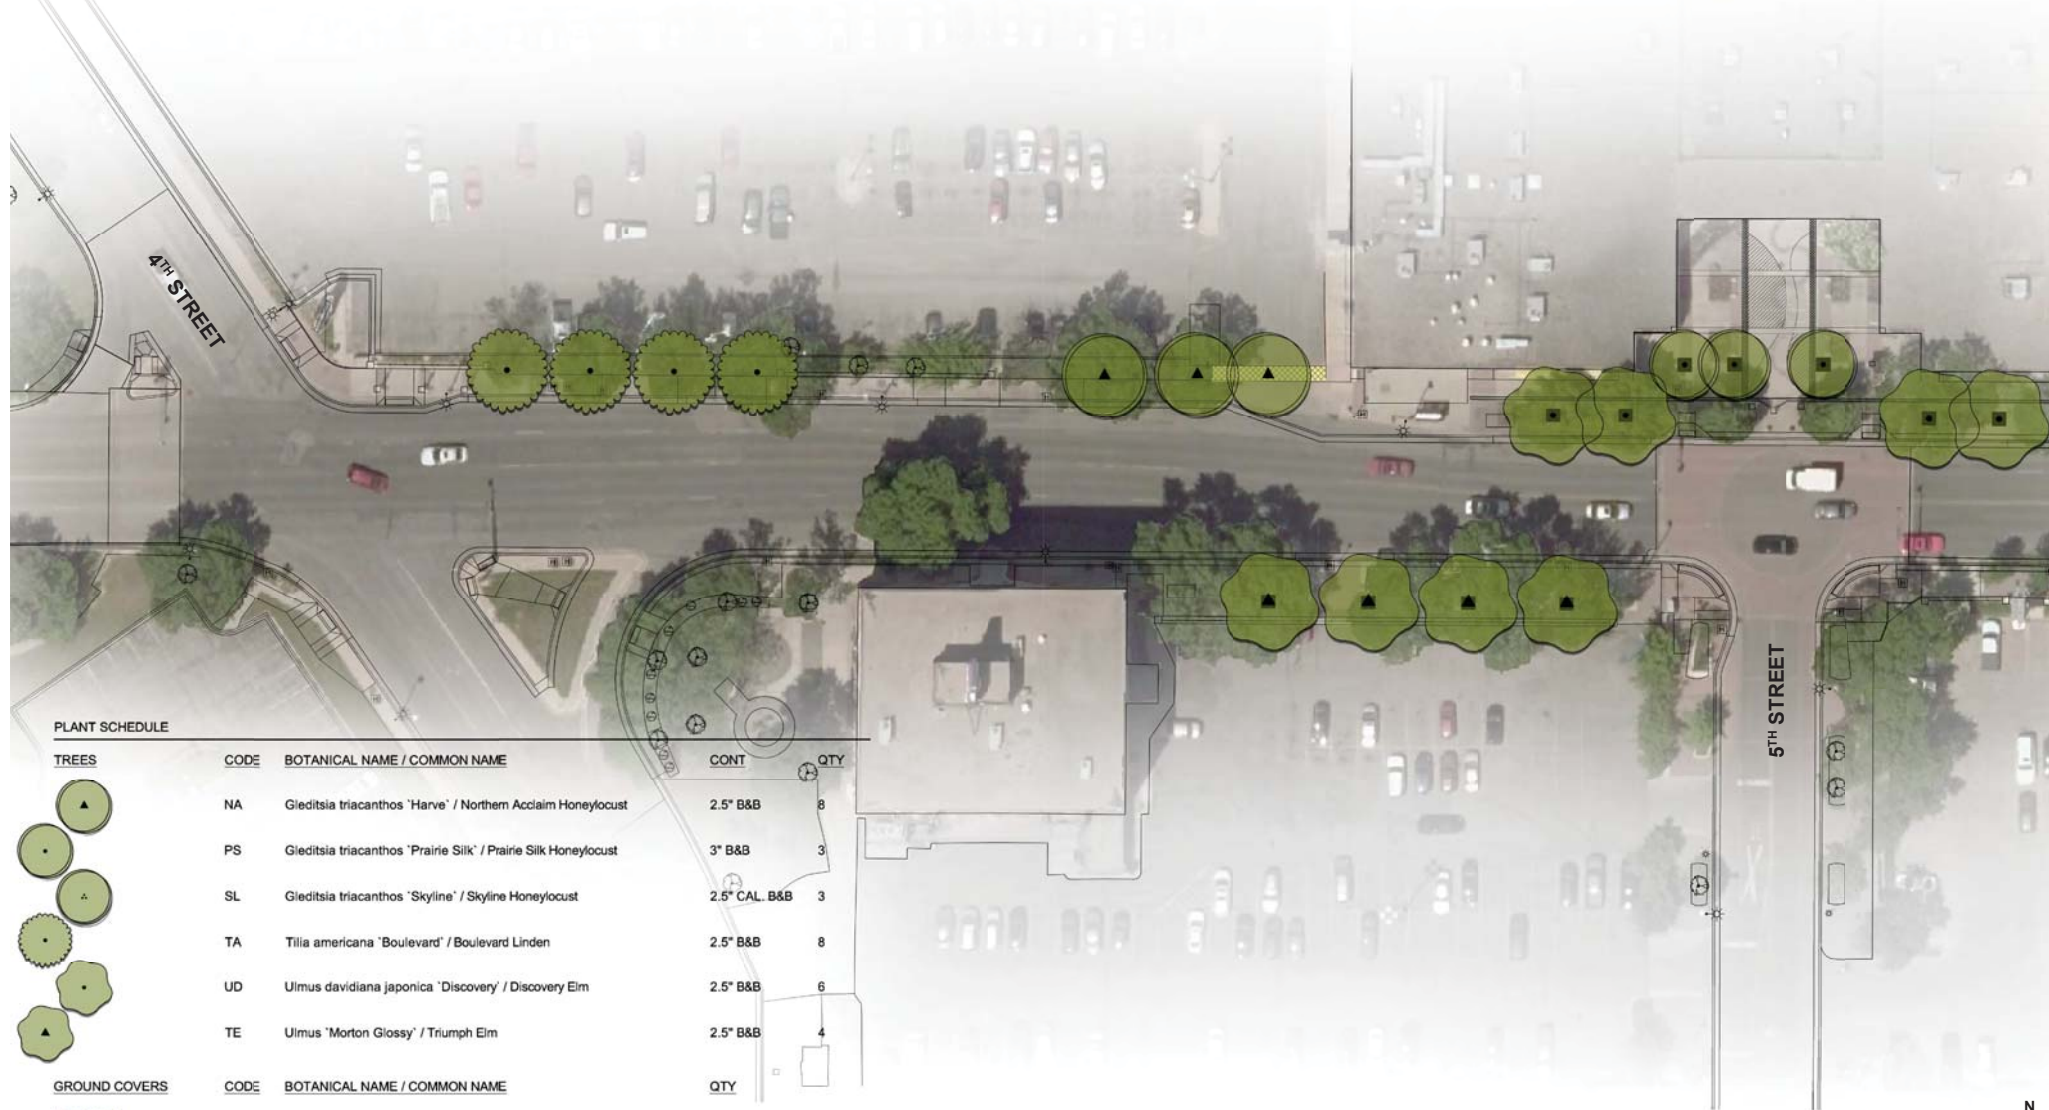 4TH STREET
5TH STREET
PLANT SCHEDULE
TREES CODE BOTANICAL NAME / COMMON NAME CONT QTY
NA Gleditsia triacanthos `Harve` / Northern Acclaim Honeylocust 2.5" B&B 8
PS Gleditsia triacanthos `Prairie Silk` / Prairie Silk Honeylocust 3" B&B 3
SL Gleditsia triacanthos `Skyline` / Skyline Honeylocust 2.5" CAL. B&B 3
TA Tilia americana `Boulevard` / Boulevard Linden 2.5" B&B 8
UD Ulmus davidiana japonica `Discovery` / Discovery Elm 2.5" B&B 6
TE Ulmus `Morton Glossy` / Triumph Elm 2.5" B&B 4
GROUND COVERS CODE BOTANICAL NAME / COMMON NAME QTY
N